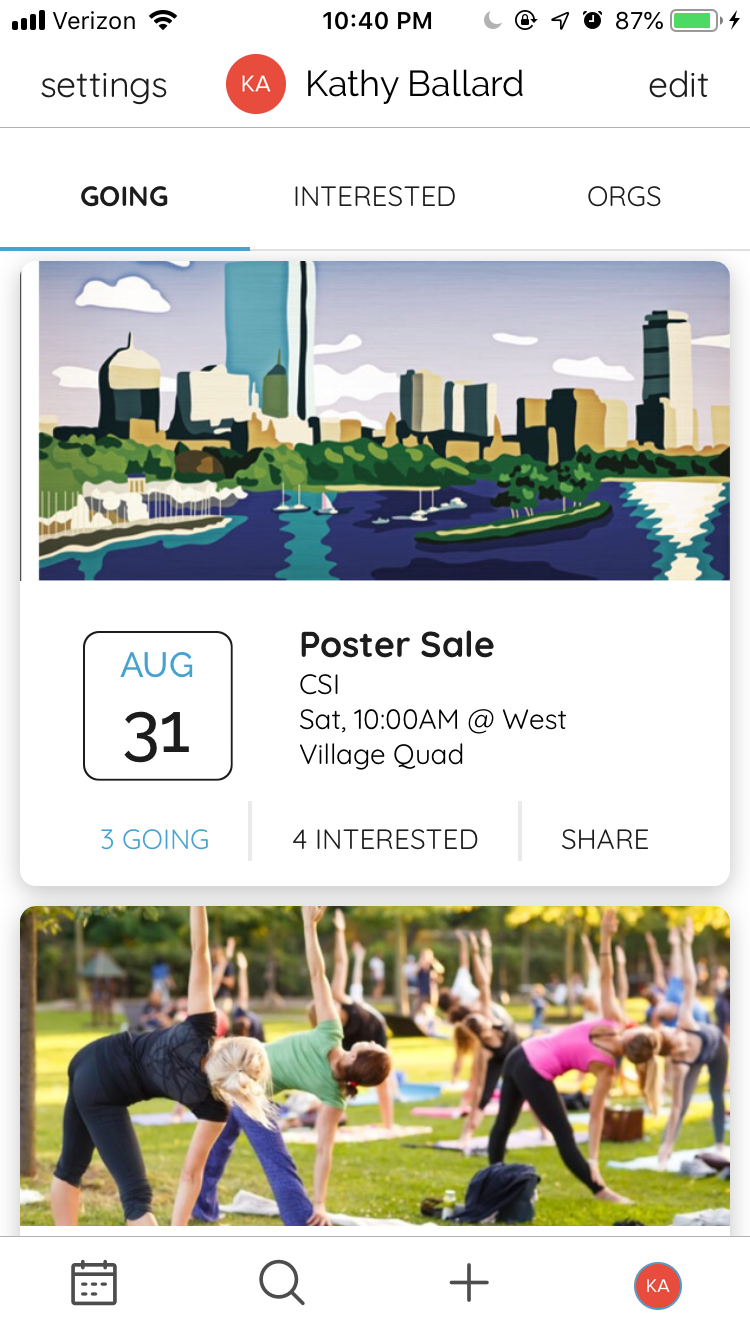 Verizon 10:40 PM 87%
settings KA Kathy Ballard edit
GOING INTERESTED ORGS
AUG
31
Poster Sale
CSI
Sat, 10:00AM @ West
Village Quad
3 GOING 4 INTERESTED SHARE
KA